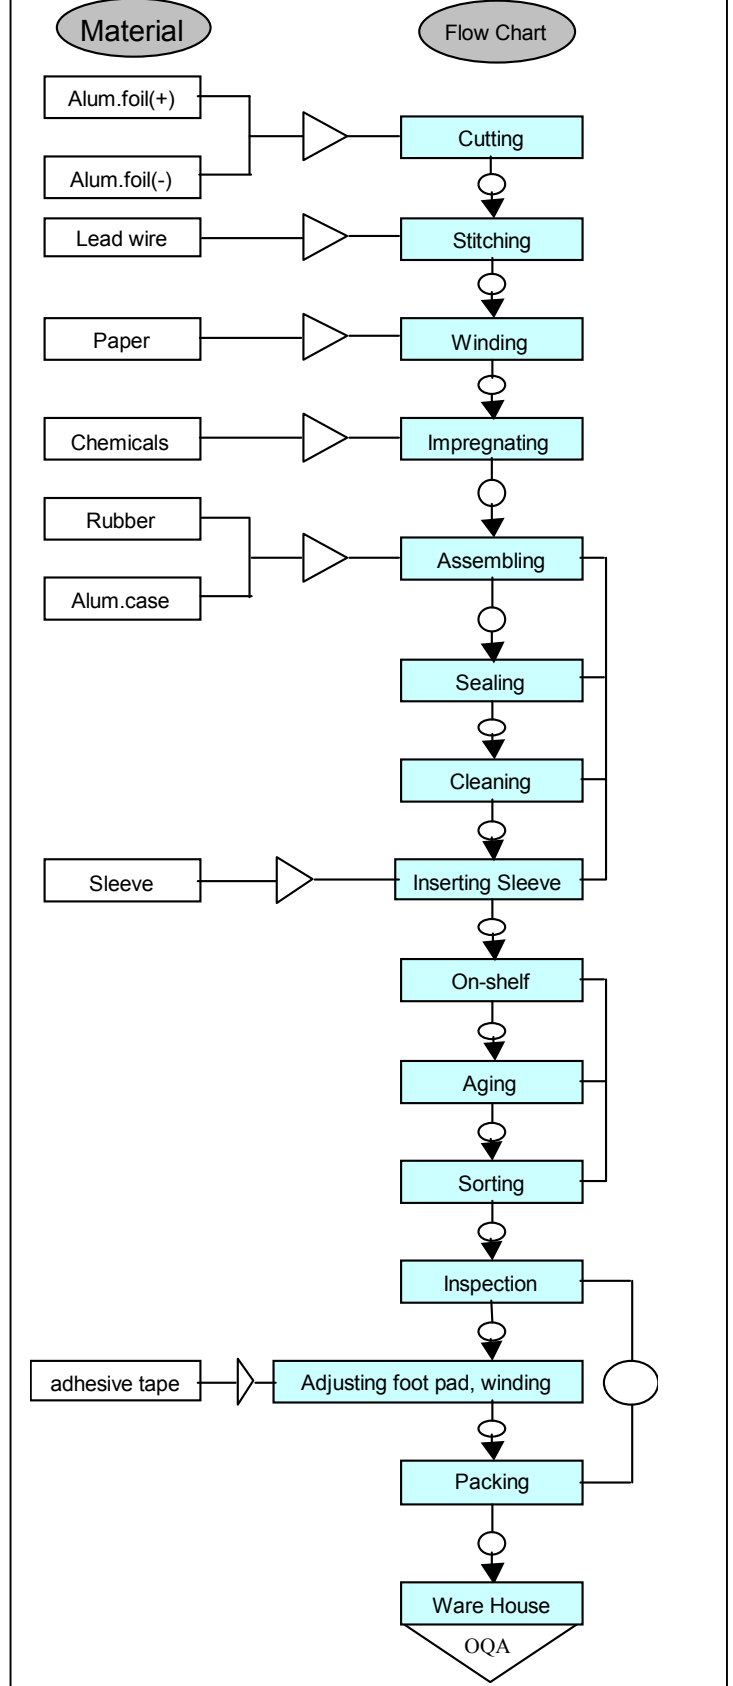 Material
Flow Chart
Alum.foil(+)
Cutting
Alum.foil(-)
Lead wire
Stitching
Paper
Winding
Chemicals
Impregnating
Rubber
Assembling
Alum.case
Sealing
Cleaning
Sleeve
Inserting Sleeve
On-shelf
Aging
Sorting
Inspection
adhesive tape
Adjusting foot pad, winding
Packing
Ware House
OQA